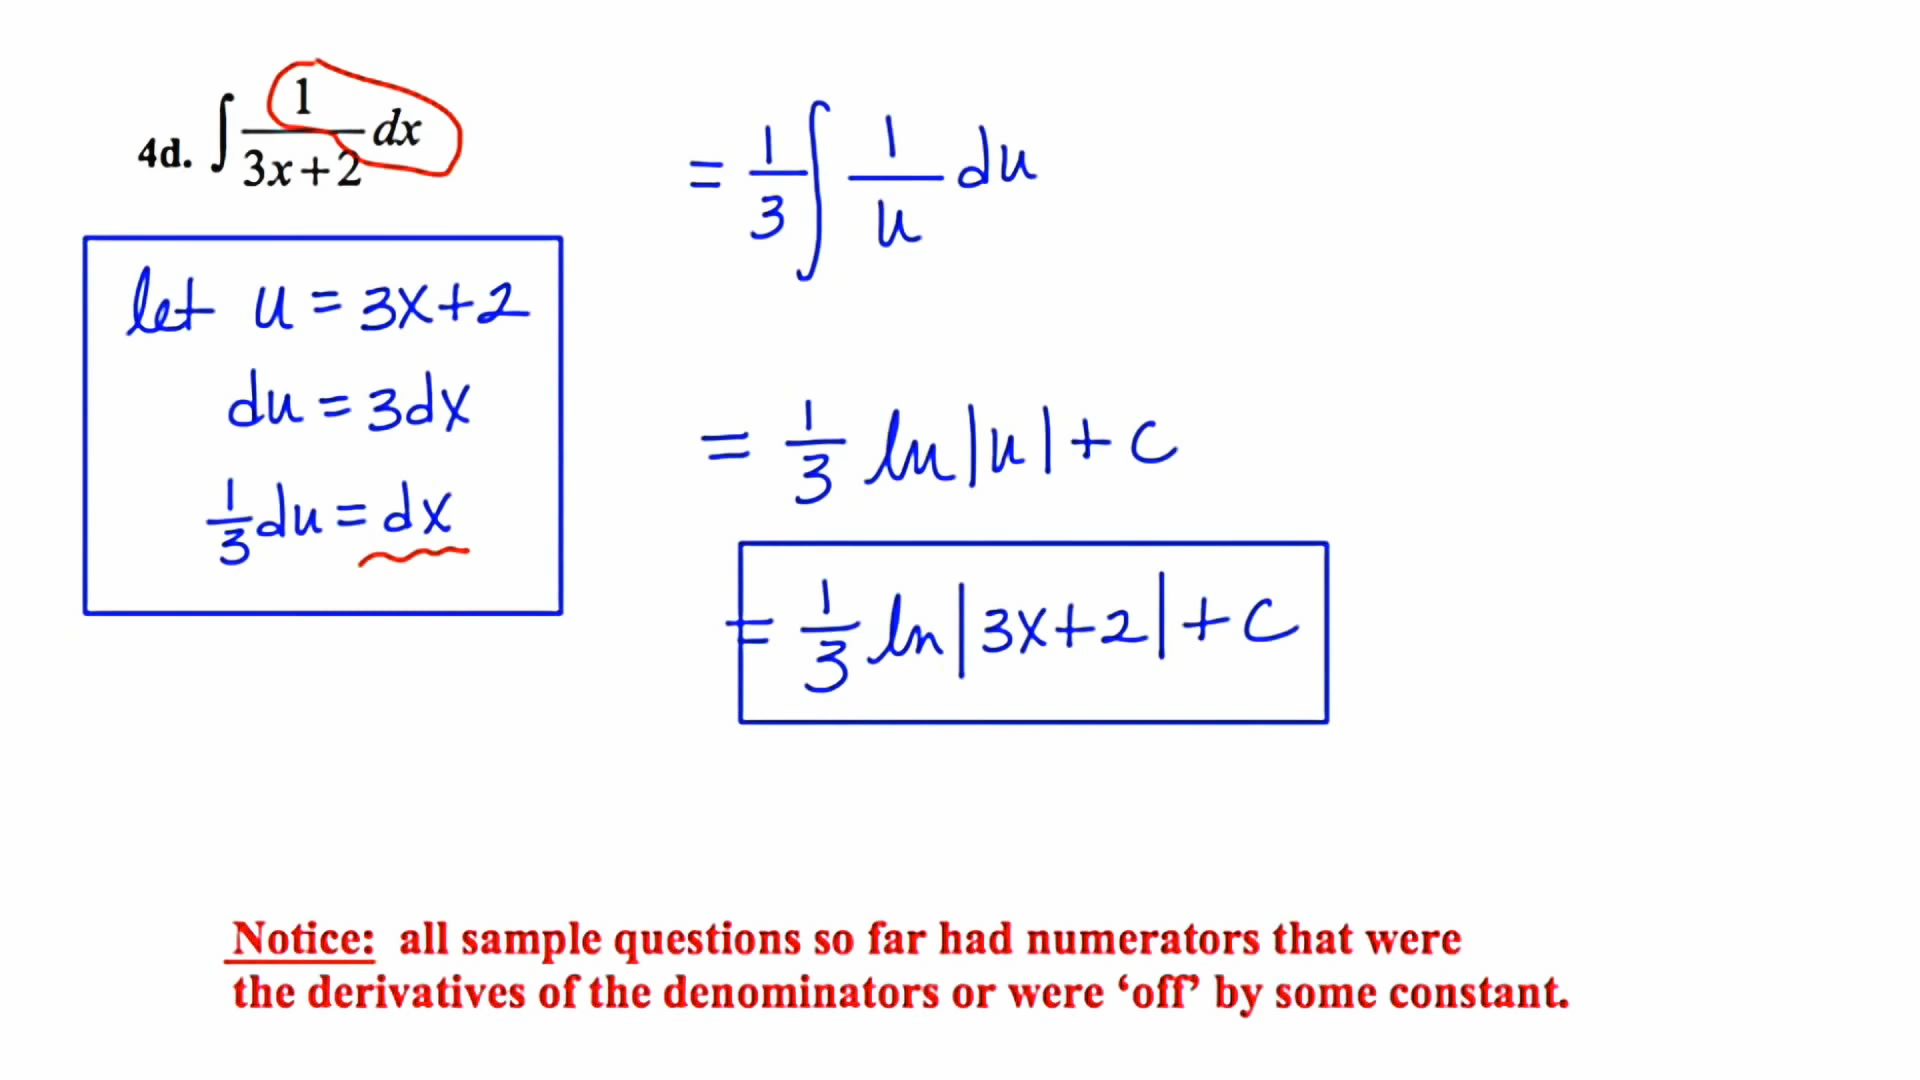 4d. ∫ 1/(3x+2) dx
let u = 3x+2
du = 3dx
1/3 du = dx
= 1/3 ∫ 1/u du
= 1/3 ln|u| + c
= 1/3 ln|3x+2| + c
Notice: all sample questions so far had numerators that were
the derivatives of the denominators or were ‘off’ by some constant.